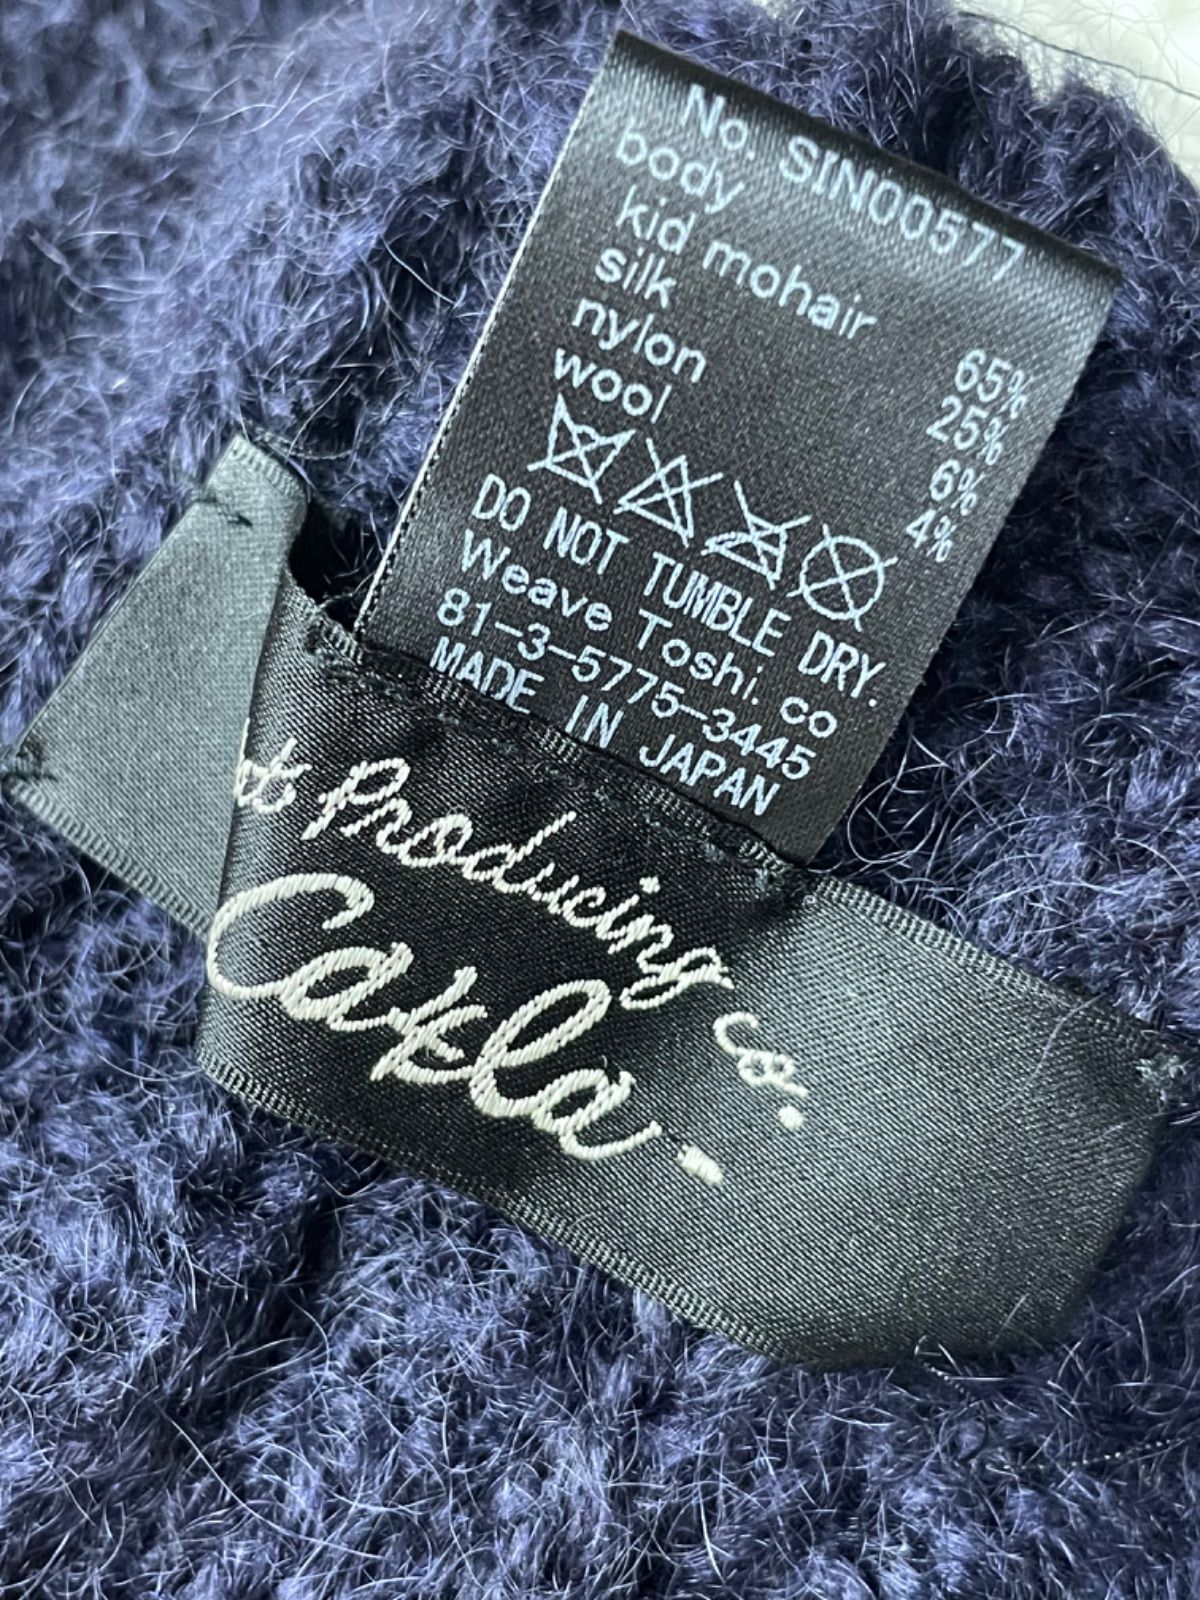 No. SIN00577
body
kid mohair 65%
silk 25%
nylon 6%
wool 4%
DO NOT TUMBLE DRY.
Weave Toshi. co
81-3-5775-3445
MADE IN JAPAN
Producing co.
Cakla-